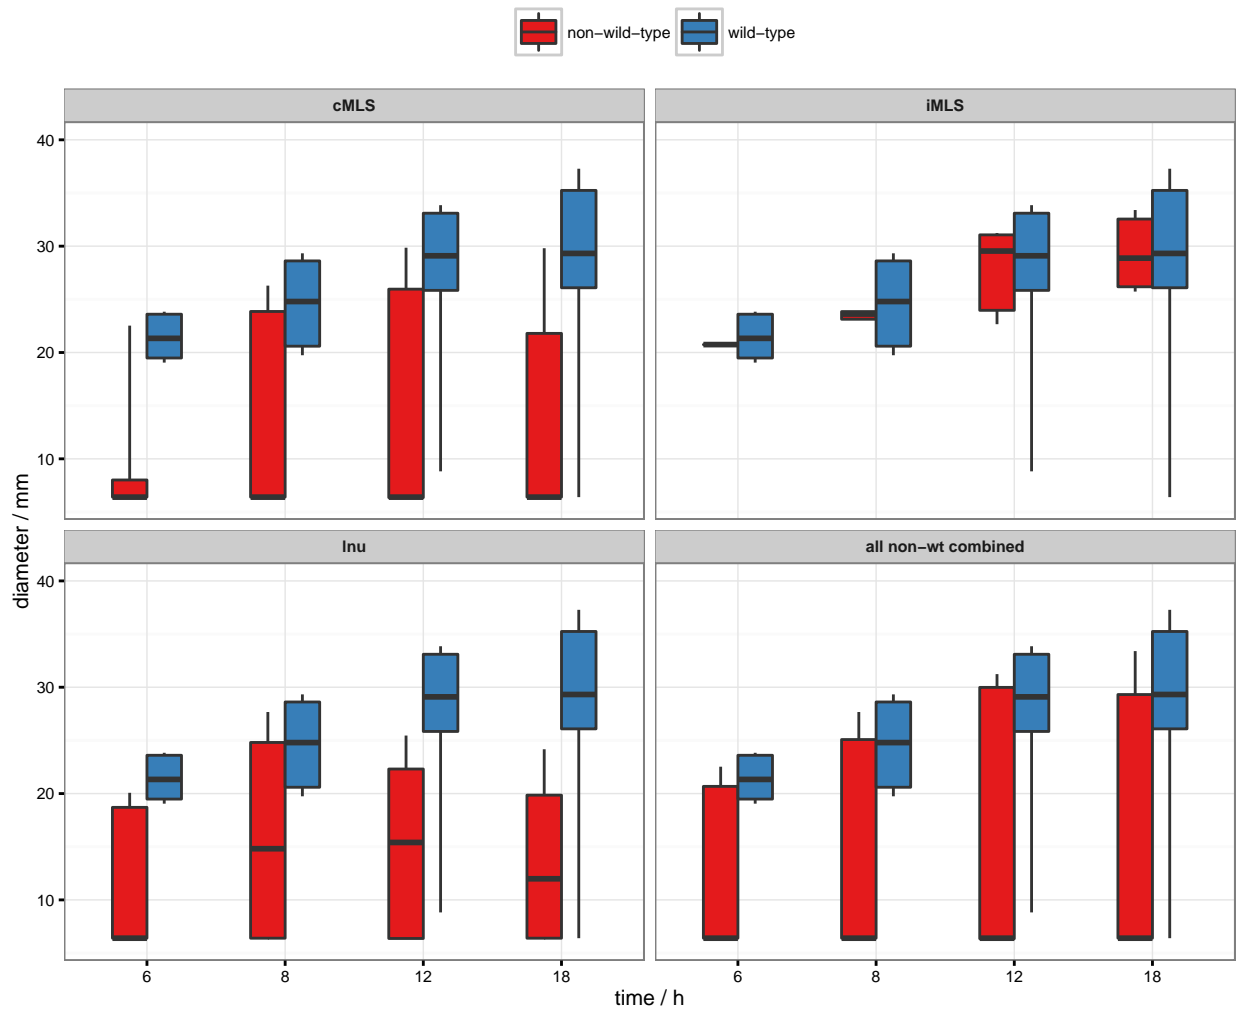 non−wild−type wild−type
cMLS
iMLS
40
30
20
10
lnu
all non−wt combined
40
30
20
10
diameter / mm
6 8 12 18
6 8 12 18
time / h